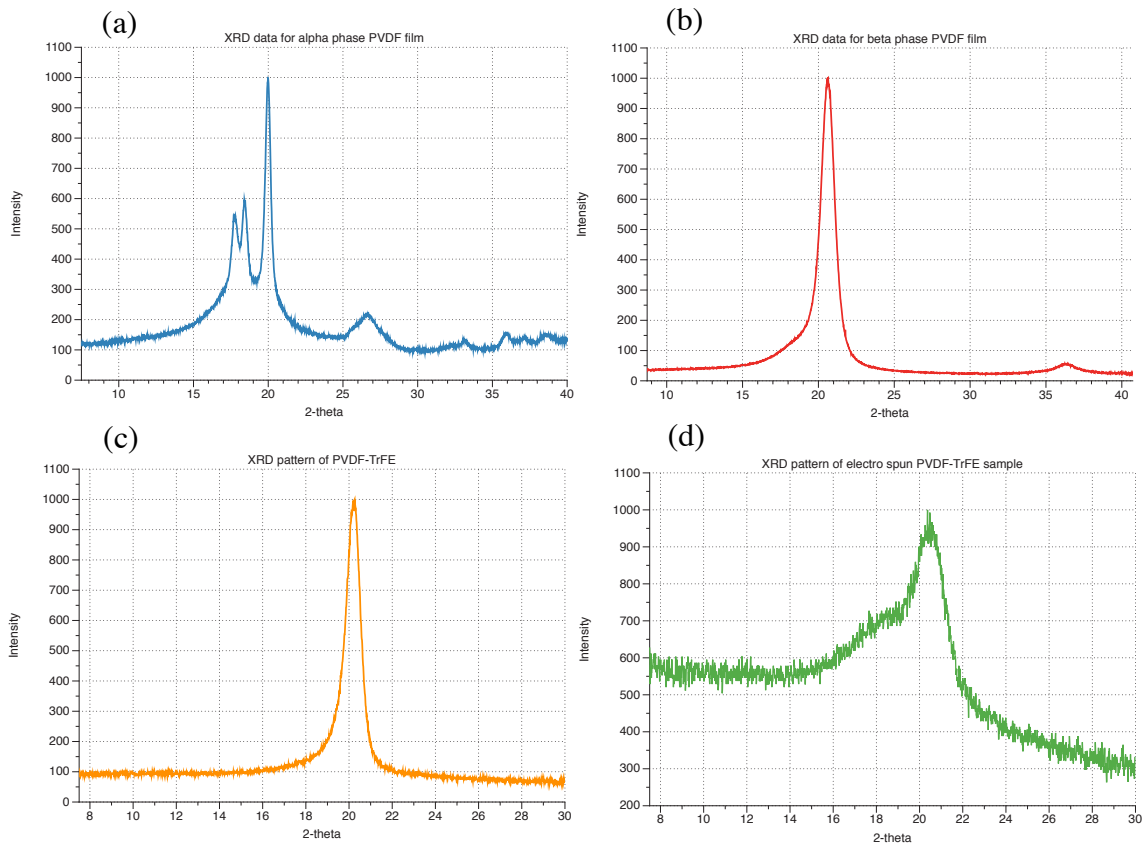 (a)
XRD data for alpha phase PVDF film
1100
1000
900
800
700
600
500
400
300
200
100
0
Intensity
10 15 20 25 30 35 40
2-theta
(b)
XRD data for beta phase PVDF film
1100
1000
900
800
700
600
500
400
300
200
100
0
Intensity
10 15 20 25 30 35 40
2-theta
(c)
XRD pattern of PVDF-TrFE
1100
1000
900
800
700
600
500
400
300
200
100
0
Intensity
8 10 12 14 16 18 20 22 24 26 28 30
2-theta
(d)
XRD pattern of electro spun PVDF-TrFE sample
1100
1000
900
800
700
600
500
400
300
200
Intensity
8 10 12 14 16 18 20 22 24 26 28 30
2-theta